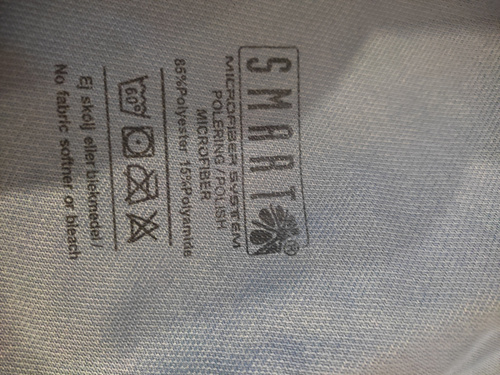 SMART
MICROFIBER SYSTEM
POLERING / POLISH
MICROFIBER
85%Polyester 15%Polyamide
60°
Ej skölj eller blekmedel /
No fabric softner or bleach